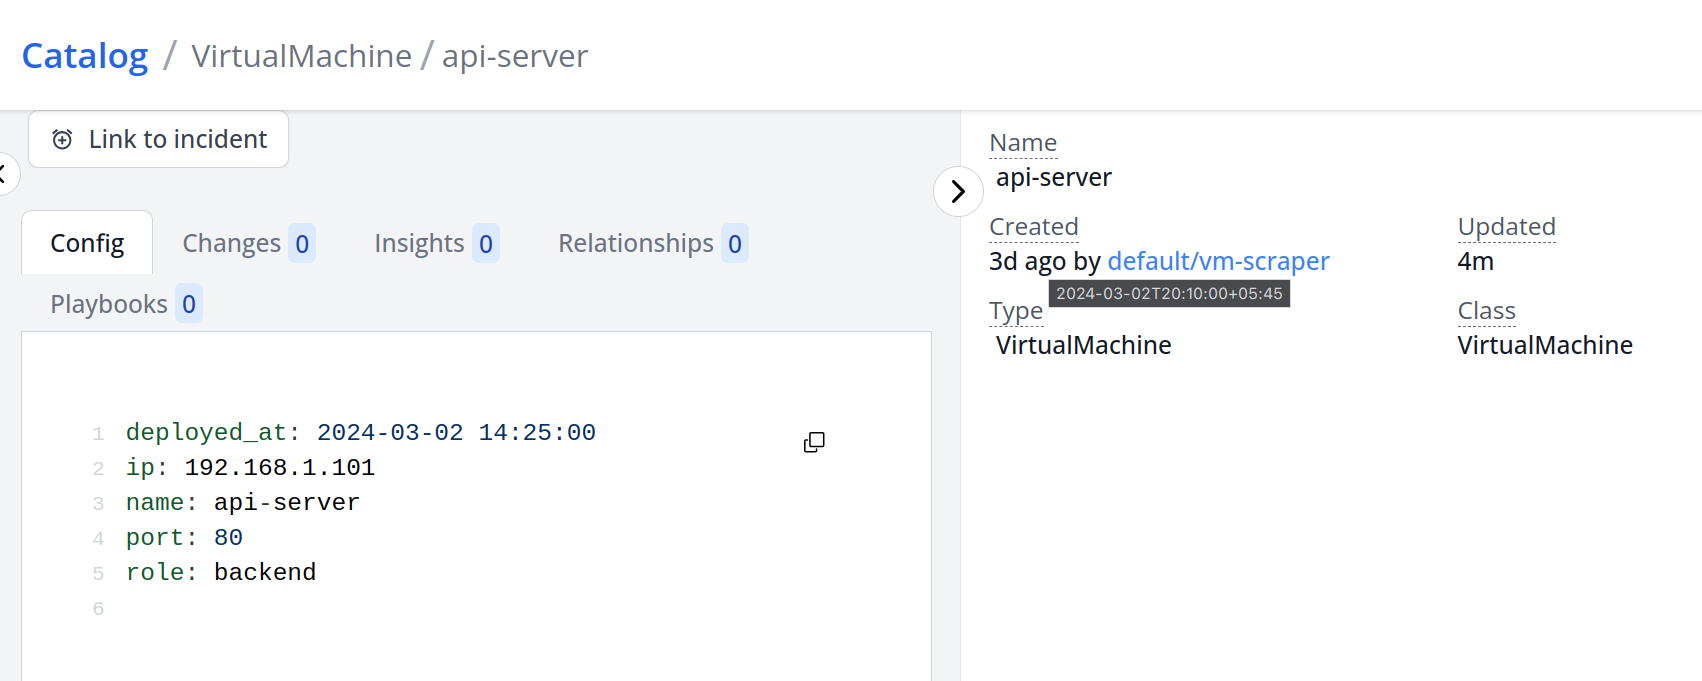 Catalog / VirtualMachine / api-server
Link to incident
Config Changes 0 Insights 0 Relationships 0
Playbooks 0
1 deployed_at: 2024-03-02 14:25:00
2 ip: 192.168.1.101
3 name: api-server
4 port: 80
5 role: backend
6
Name
api-server
Created Updated
3d ago by default/vm-scraper 4m
2024-03-02T20:10:00+05:45
Type Class
VirtualMachine VirtualMachine